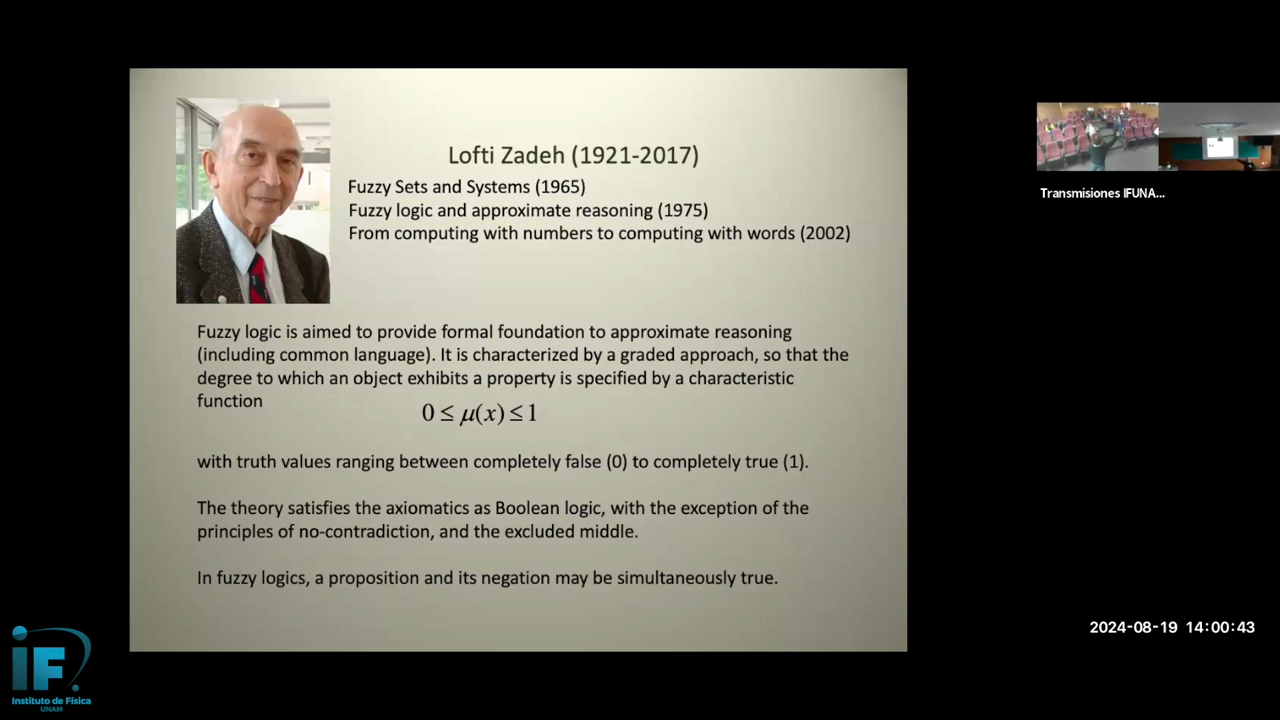 Lofti Zadeh (1921-2017)
Fuzzy Sets and Systems (1965)
Fuzzy logic and approximate reasoning (1975)
From computing with numbers to computing with words (2002)
Fuzzy logic is aimed to provide formal foundation to approximate reasoning
(including common language). It is characterized by a graded approach, so that the
degree to which an object exhibits a property is specified by a characteristic
function
0 ≤ μ(x) ≤ 1
with truth values ranging between completely false (0) to completely true (1).
The theory satisfies the axiomatics as Boolean logic, with the exception of the
principles of no-contradiction, and the excluded middle.
In fuzzy logics, a proposition and its negation may be simultaneously true.
Transmisiones IFUNA...
2024-08-19 14:00:43
iF
Instituto de Física
UNAM